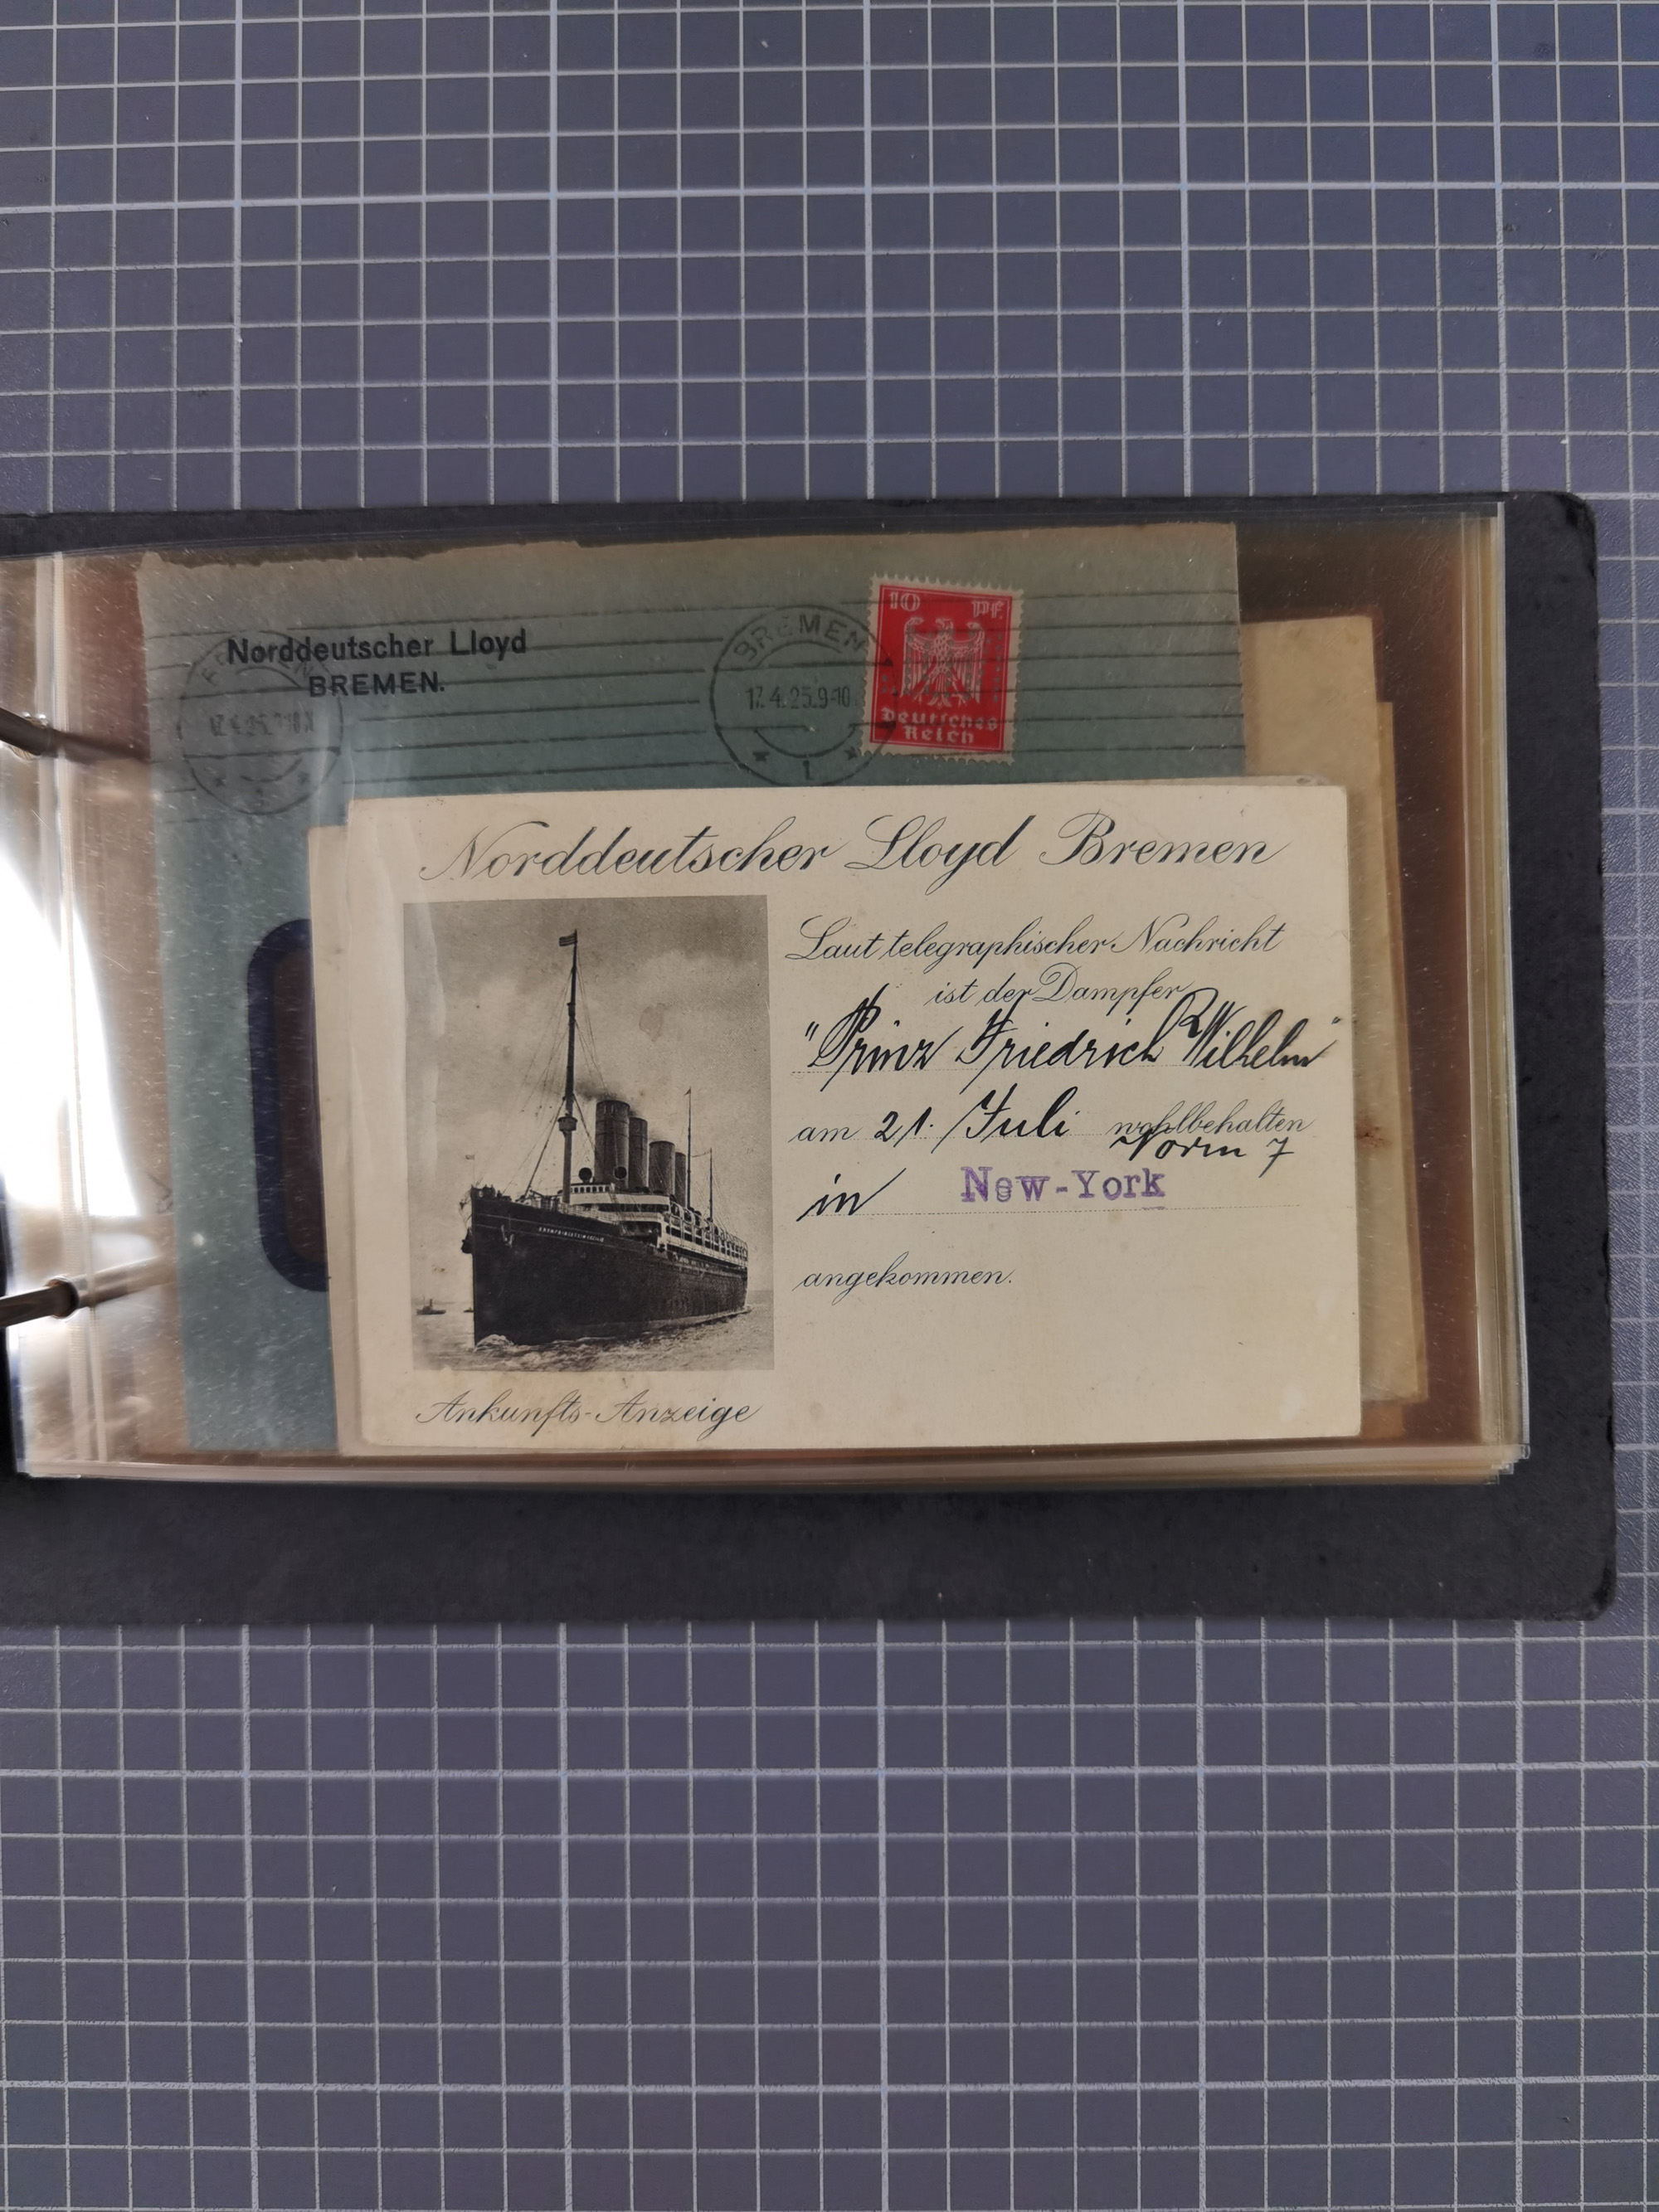 Norddeutscher Lloyd
BREMEN.
BREMEN
17.4.25.9-10
1
10 Pf.
Deutsches
Reich
Norddeutscher Lloyd Bremen
Laut telegraphischer Nachricht
ist der Dampfer
"Prinz Friedrich Wilhelm"
am 21. Juli wohlbehalten
Vorm 7
in New-York
angekommen.
Ankunfts-Anzeige